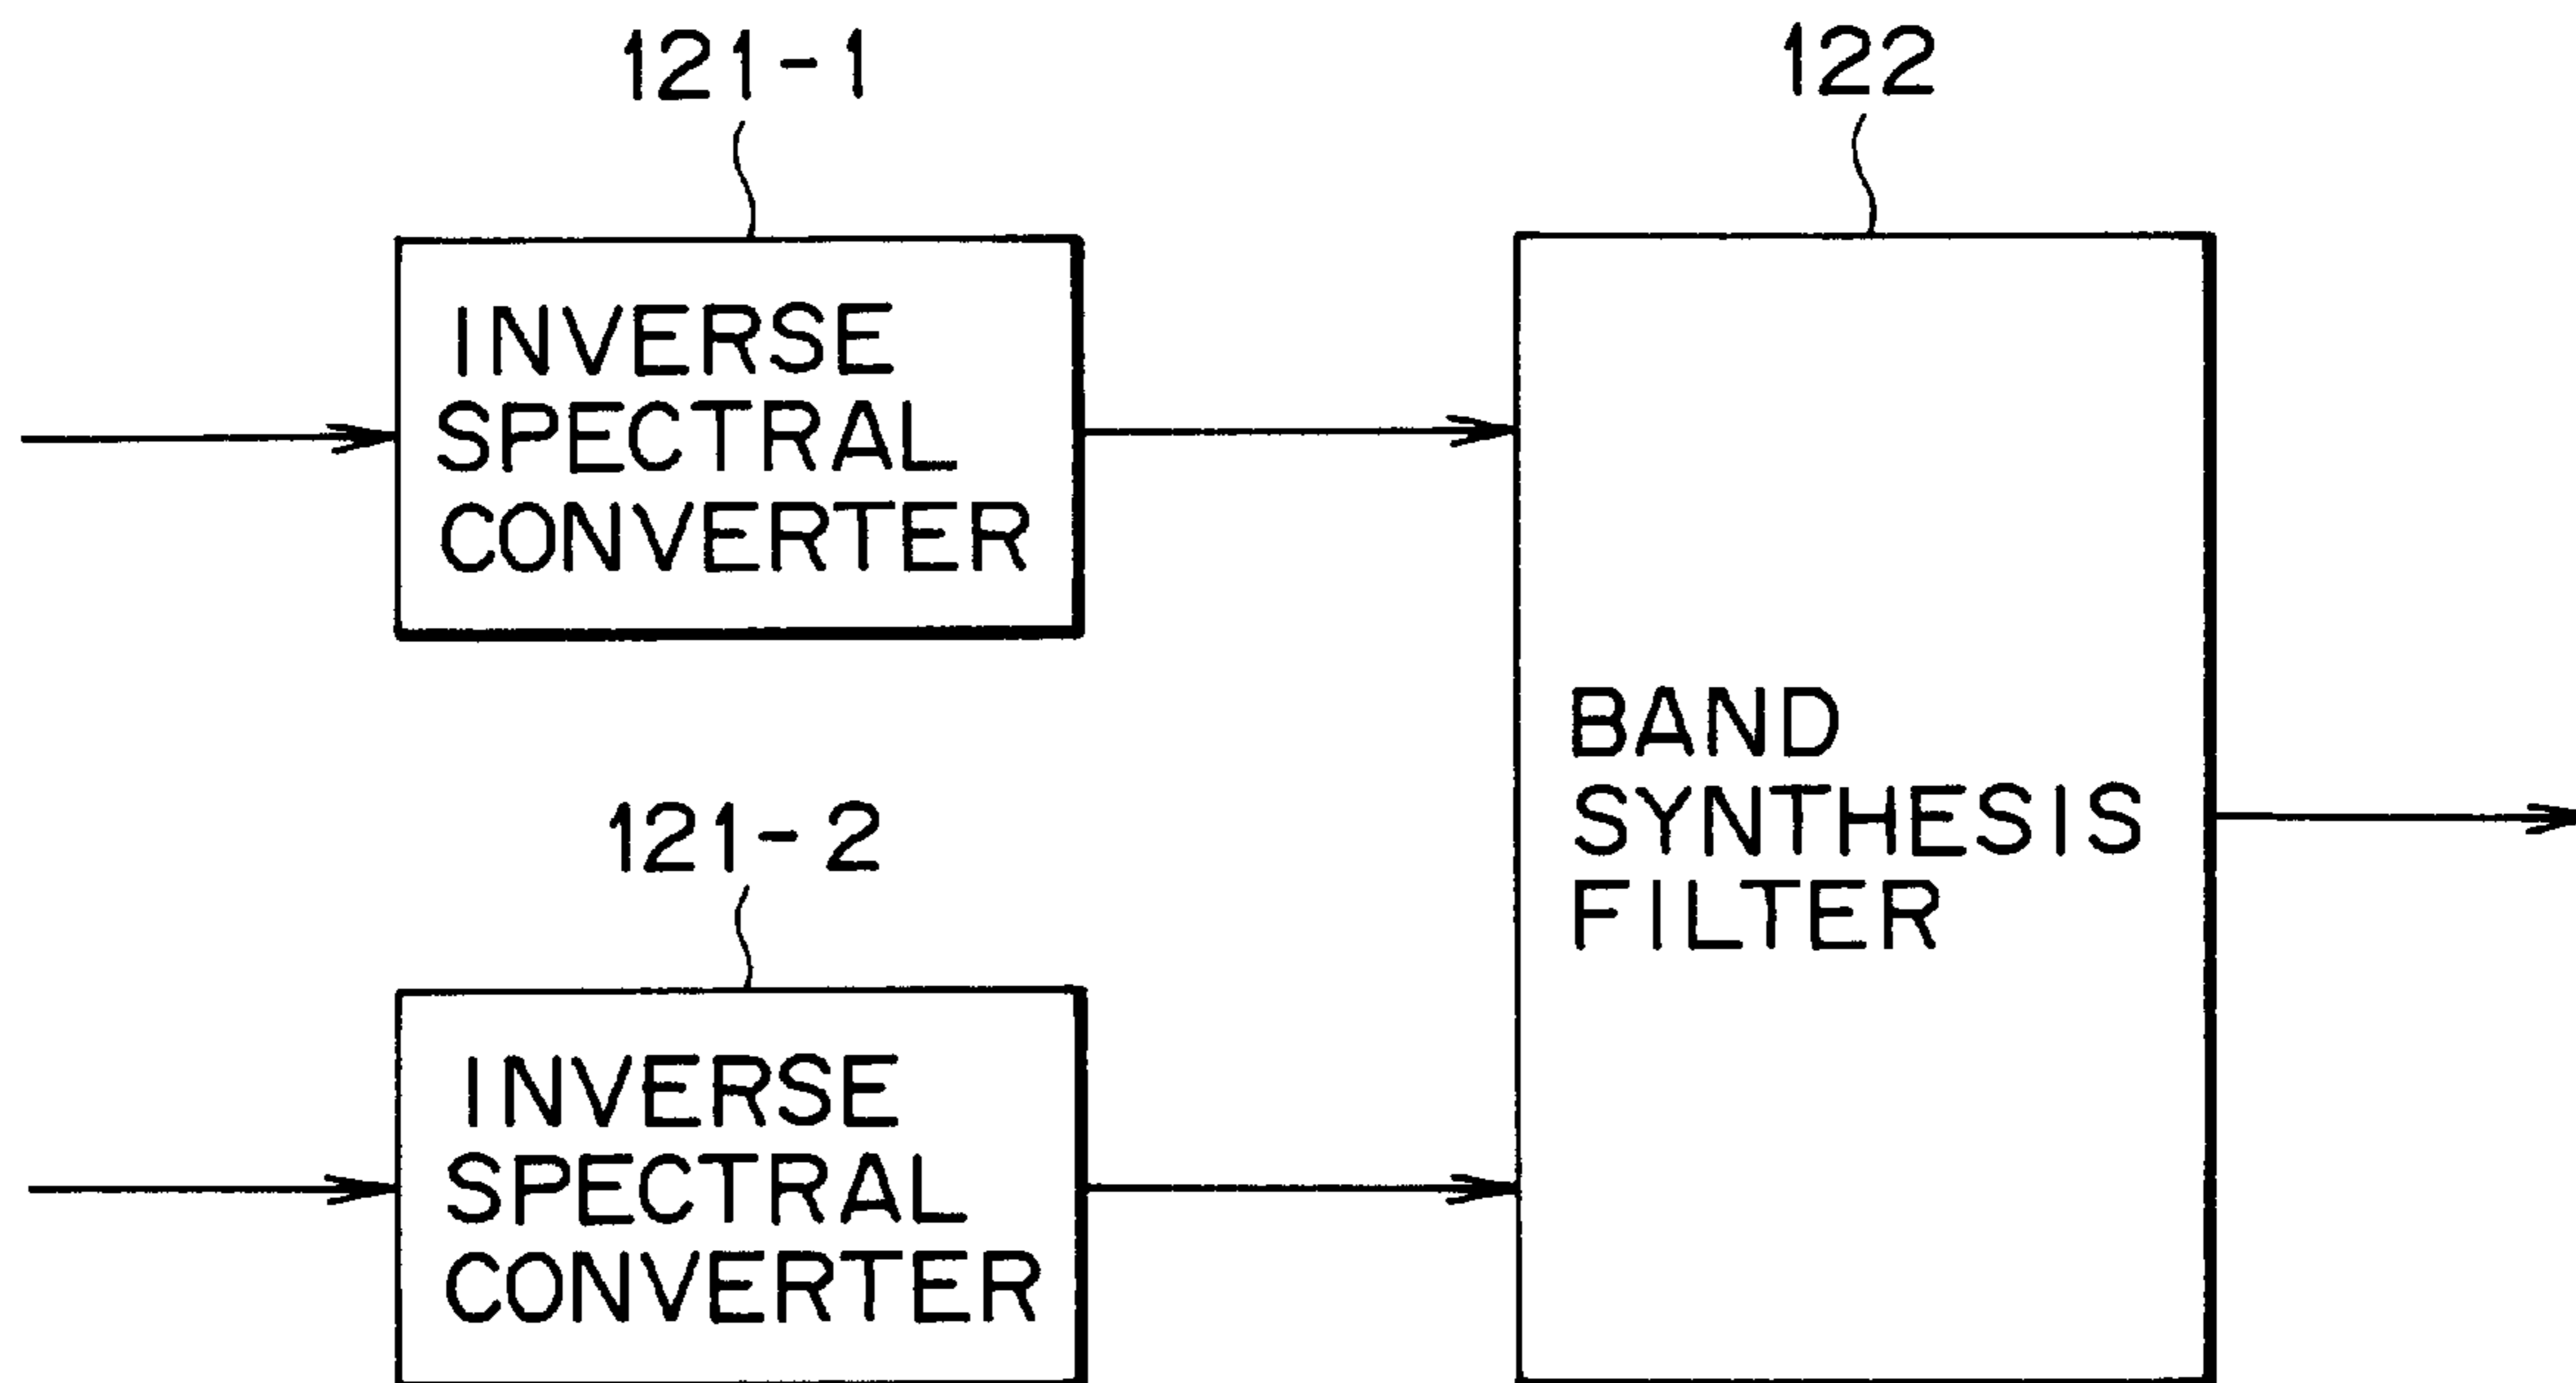 121-1
INVERSE
SPECTRAL
CONVERTER
121-2
INVERSE
SPECTRAL
CONVERTER
122
BAND
SYNTHESIS
FILTER